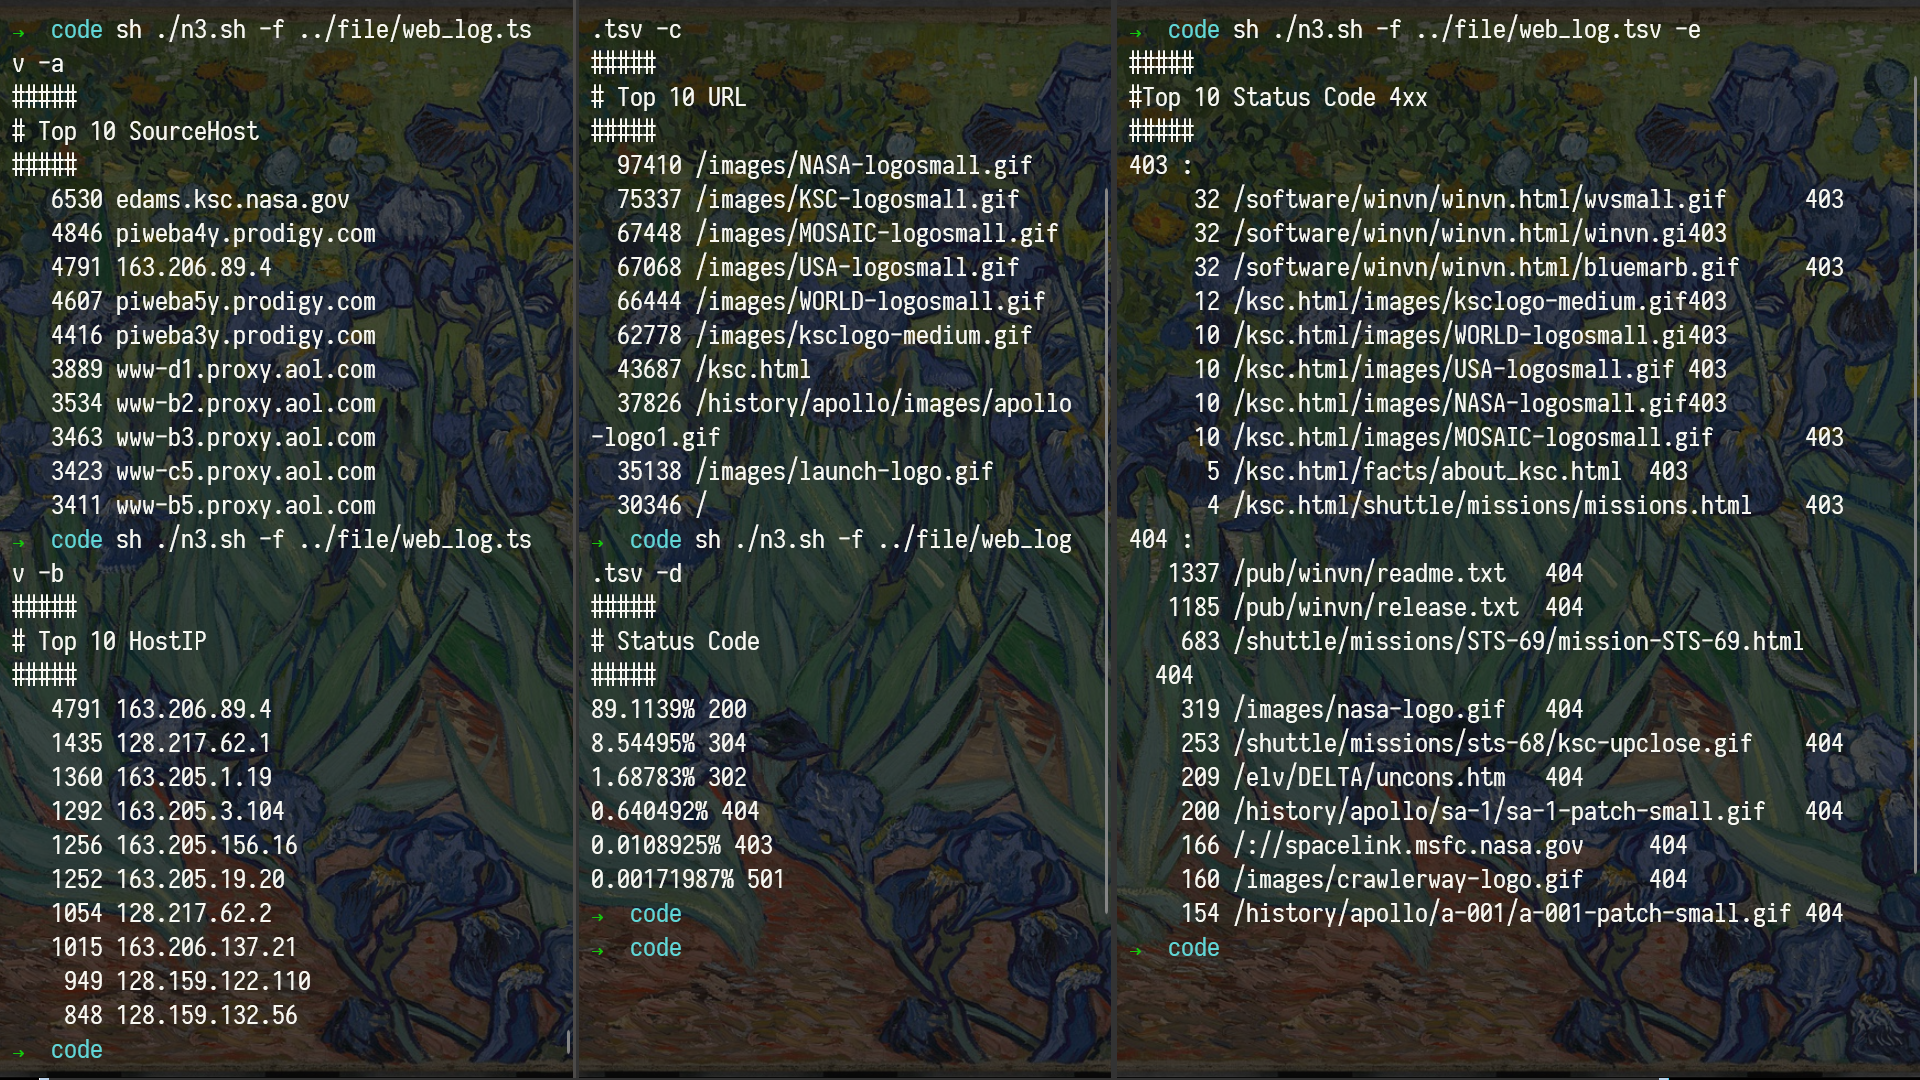 → code sh ./n3.sh -f ../file/web_log.ts
v -a
#####
# Top 10 SourceHost
#####
6530 edams.ksc.nasa.gov
4846 piweba4y.prodigy.com
4791 163.206.89.4
4607 piweba5y.prodigy.com
4416 piweba3y.prodigy.com
3889 www-d1.proxy.aol.com
3534 www-b2.proxy.aol.com
3463 www-b3.proxy.aol.com
3423 www-c5.proxy.aol.com
3411 www-b5.proxy.aol.com
→ code sh ./n3.sh -f ../file/web_log.ts
v -b
#####
# Top 10 HostIP
#####
4791 163.206.89.4
1435 128.217.62.1
1360 163.205.1.19
1292 163.205.3.104
1256 163.205.156.16
1252 163.205.19.20
1054 128.217.62.2
1015 163.206.137.21
949 128.159.122.110
848 128.159.132.56
→ code
.tsv -c
#####
# Top 10 URL
#####
97410 /images/NASA-logosmall.gif
75337 /images/KSC-logosmall.gif
67448 /images/MOSAIC-logosmall.gif
67068 /images/USA-logosmall.gif
66444 /images/WORLD-logosmall.gif
62778 /images/ksclogo-medium.gif
43687 /ksc.html
37826 /history/apollo/images/apollo
-logo1.gif
35138 /images/launch-logo.gif
30346 /
→ code sh ./n3.sh -f ../file/web_log
.tsv -d
#####
# Status Code
#####
89.1139% 200
8.54495% 304
1.68783% 302
0.640492% 404
0.0108925% 403
0.00171987% 501
→ code
→ code
→ code sh ./n3.sh -f ../file/web_log.tsv -e
#####
#Top 10 Status Code 4xx
#####
403 :
32 /software/winvn/winvn.html/wvsmall.gif 403
32 /software/winvn/winvn.html/winvn.gi403
32 /software/winvn/winvn.html/bluemarb.gif 403
12 /ksc.html/images/ksclogo-medium.gif403
10 /ksc.html/images/WORLD-logosmall.gi403
10 /ksc.html/images/USA-logosmall.gif 403
10 /ksc.html/images/NASA-logosmall.gif403
10 /ksc.html/images/MOSAIC-logosmall.gif 403
5 /ksc.html/facts/about_ksc.html 403
4 /ksc.html/shuttle/missions/missions.html 403
404 :
1337 /pub/winvn/readme.txt 404
1185 /pub/winvn/release.txt 404
683 /shuttle/missions/STS-69/mission-STS-69.html
404
319 /images/nasa-logo.gif 404
253 /shuttle/missions/sts-68/ksc-upclose.gif 404
209 /elv/DELTA/uncons.htm 404
200 /history/apollo/sa-1/sa-1-patch-small.gif 404
166 /://spacelink.msfc.nasa.gov 404
160 /images/crawlerway-logo.gif 404
154 /history/apollo/a-001/a-001-patch-small.gif 404
→ code